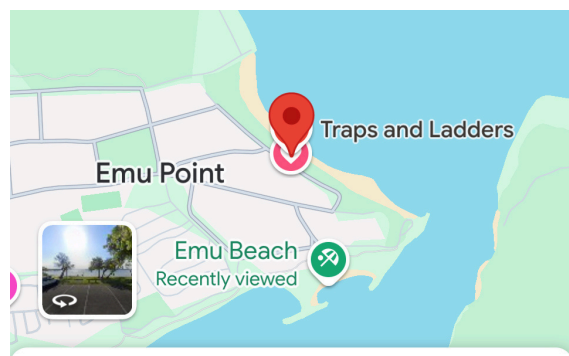 Traps and Ladders
Emu Point
Emu Beach
Recently viewed